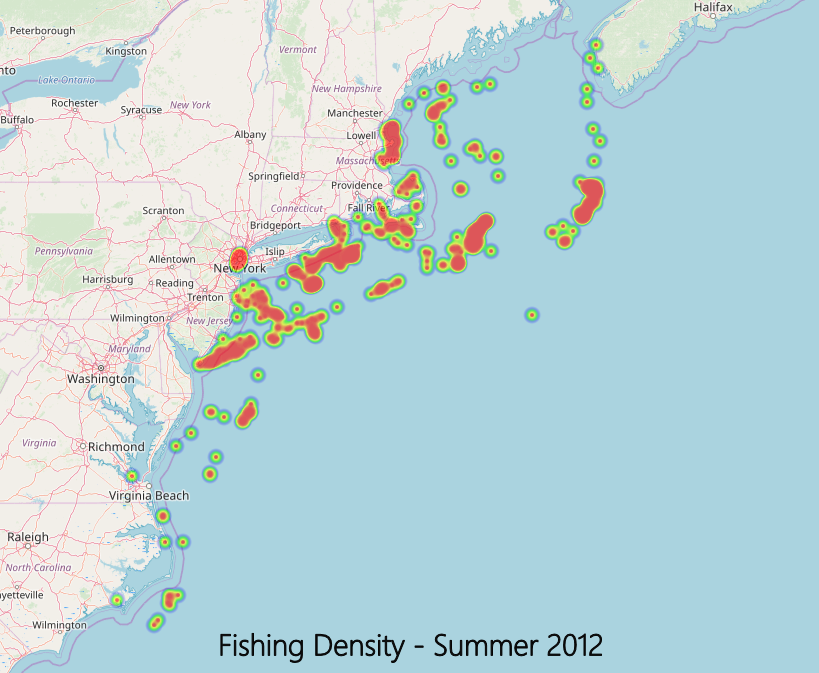 Halifax
Peterborough
Kingston
Vermont
Lake Ontario
New Hampshire
Rochester
Syracuse
New York
Manchester
Buffalo
Albany
Lowell
Massachusetts
Springfield
Providence
Connecticut
Fall River
Scranton
Bridgeport
Pennsylvania
Islip
Allentown
New York
Harrisburg
Reading
Trenton
Wilmington
New Jersey
Maryland
Washington
Virginia
Richmond
Virginia Beach
Raleigh
North Carolina
ayetteville
Wilmington
Fishing Density - Summer 2012